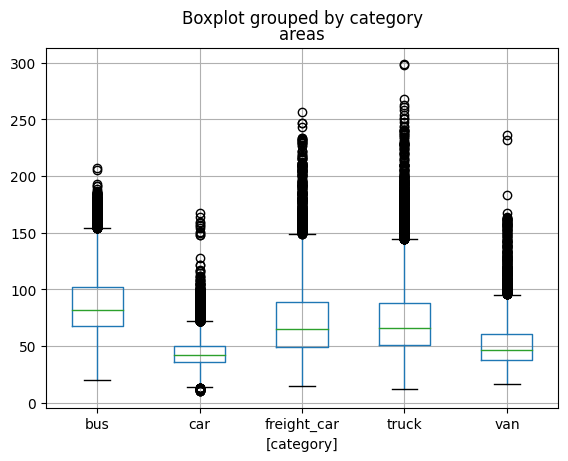 Boxplot grouped by category
areas
300
250
200
150
100
50
0
bus car freight_car truck van
[category]